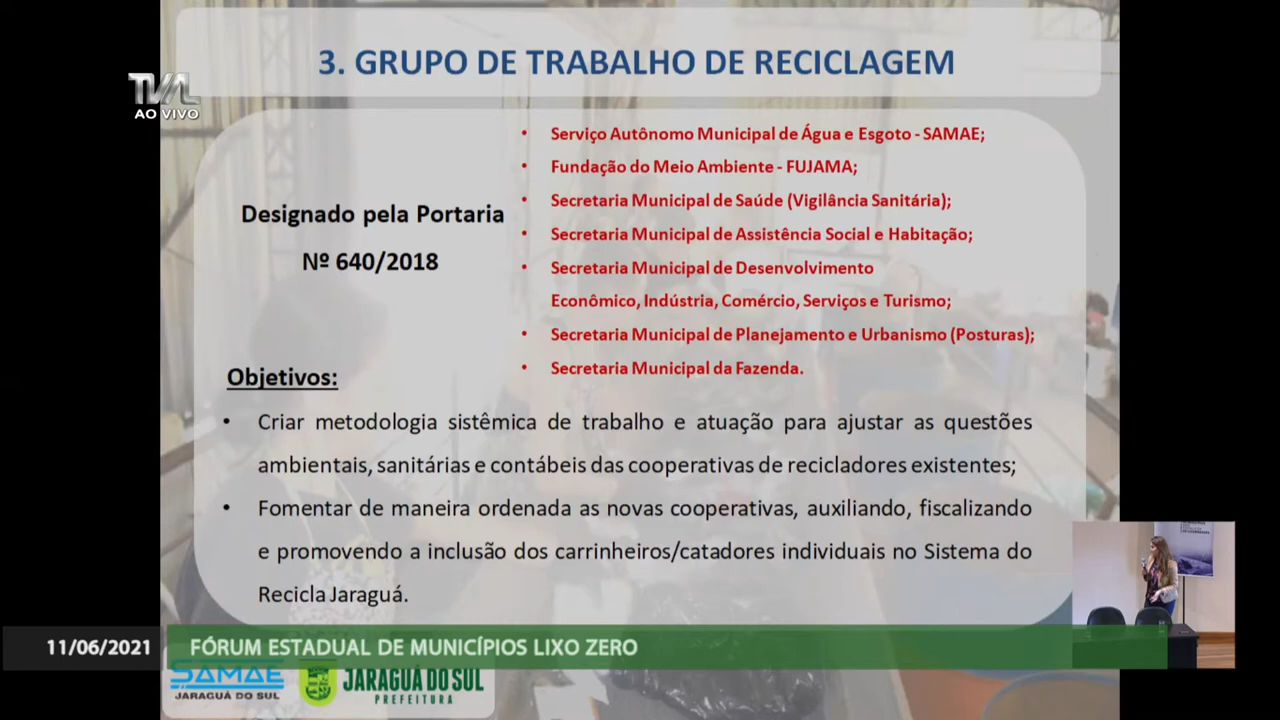 3. GRUPO DE TRABALHO DE RECICLAGEM
TVAL
AO VIVO
Designado pela Portaria
Nº 640/2018
• Serviço Autônomo Municipal de Água e Esgoto - SAMAE;
• Fundação do Meio Ambiente - FUJAMA;
• Secretaria Municipal de Saúde (Vigilância Sanitária);
• Secretaria Municipal de Assistência Social e Habitação;
• Secretaria Municipal de Desenvolvimento
Econômico, Indústria, Comércio, Serviços e Turismo;
• Secretaria Municipal de Planejamento e Urbanismo (Posturas);
• Secretaria Municipal da Fazenda.
Objetivos:
• Criar metodologia sistêmica de trabalho e atuação para ajustar as questões
ambientais, sanitárias e contábeis das cooperativas de recicladores existentes;
• Fomentar de maneira ordenada as novas cooperativas, auxiliando, fiscalizando
e promovendo a inclusão dos carrinheiros/catadores individuais no Sistema do
Recicla Jaraguá.
11/06/2021
FÓRUM ESTADUAL DE MUNICÍPIOS LIXO ZERO
SAMAE
JARAGUÁ DO SUL
JARAGUÁ DO SUL
PREFEITURA